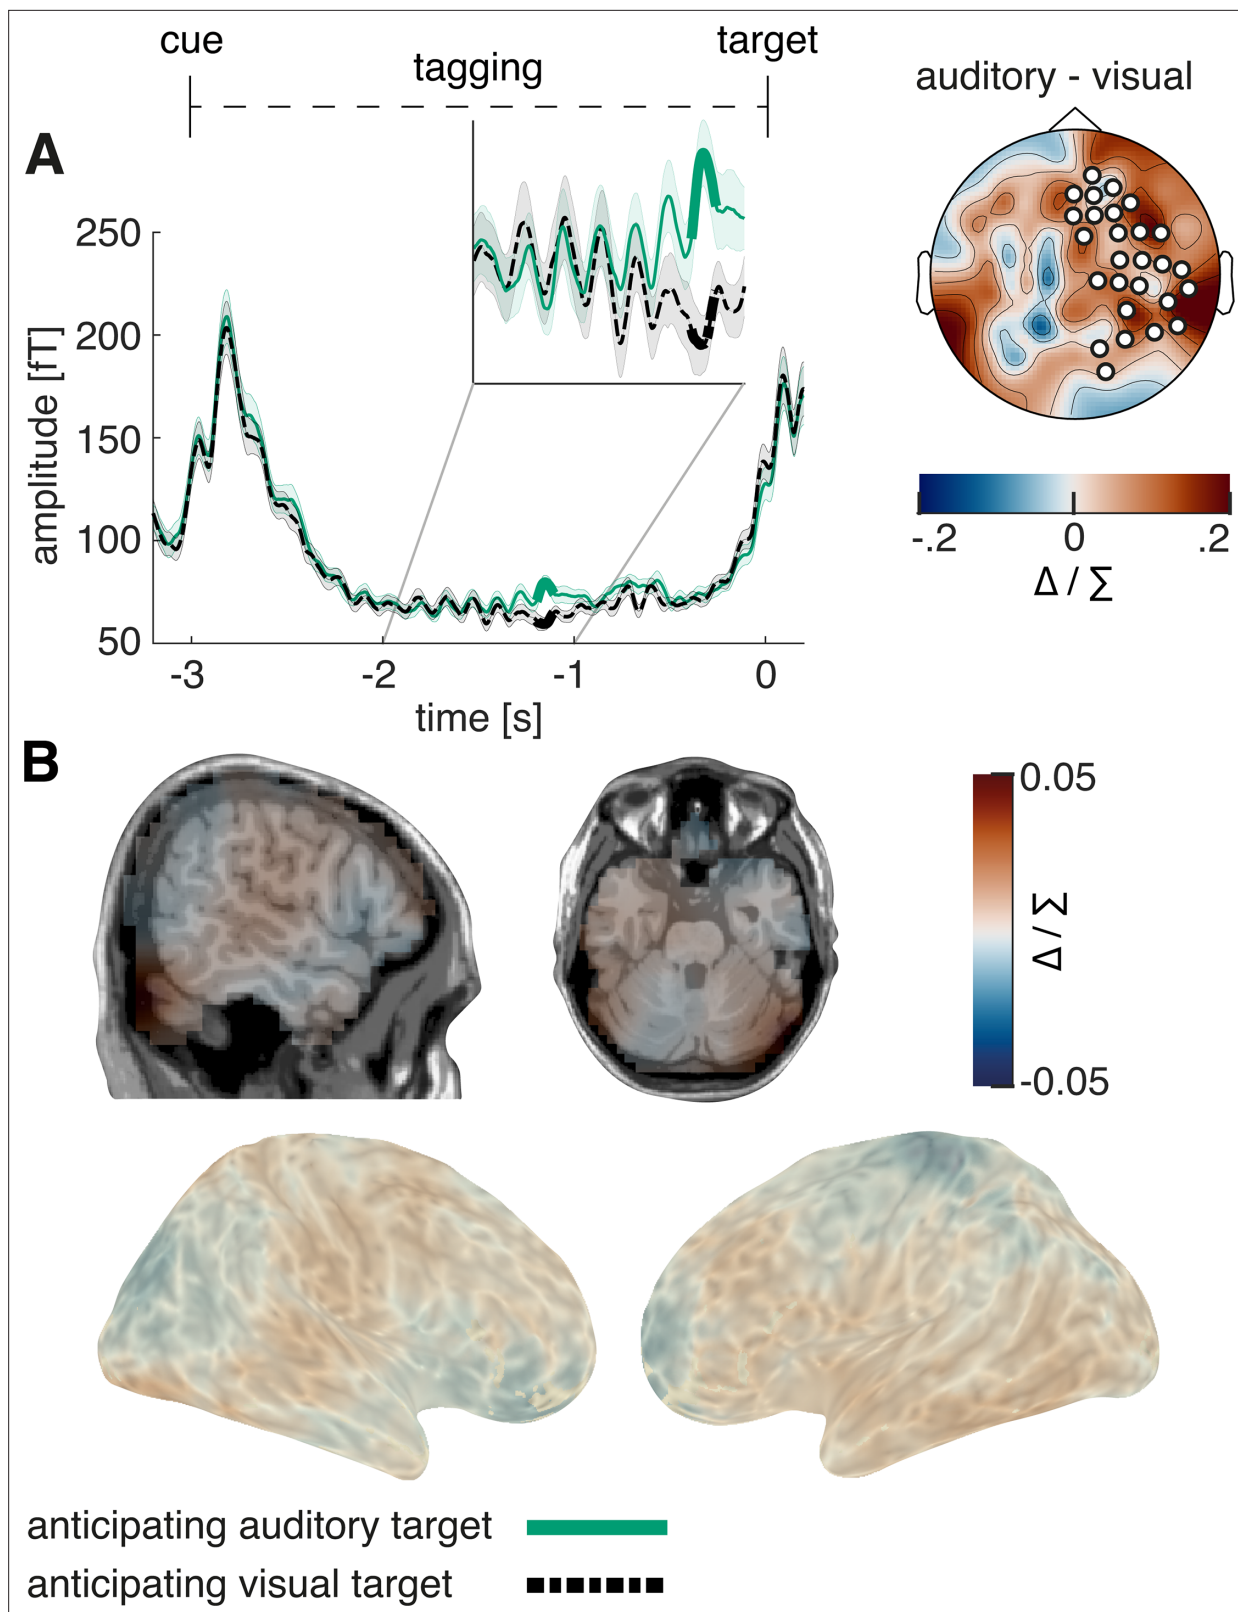 cue
target
tagging
auditory - visual
A
250
200
150
100
50
amplitude [fT]
-3
-2
-1
0
time [s]
-.2
0
.2
Δ / Σ
B
0.05
Δ / Σ
-0.05
anticipating auditory target
anticipating visual target